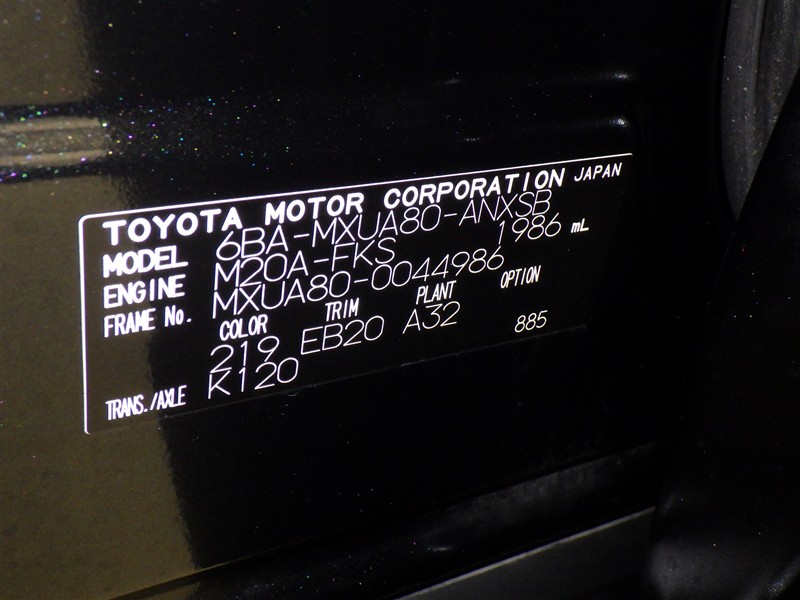 TOYOTA MOTOR CORPORATION JAPAN
MODEL 6BA-MXUA80-ANXSB
ENGINE M20A-FKS 1986 mL
FRAME No. MXUA80-0044986
COLOR TRIM PLANT OPTION
219 EB20 A32 885
TRANS./AXLE K120